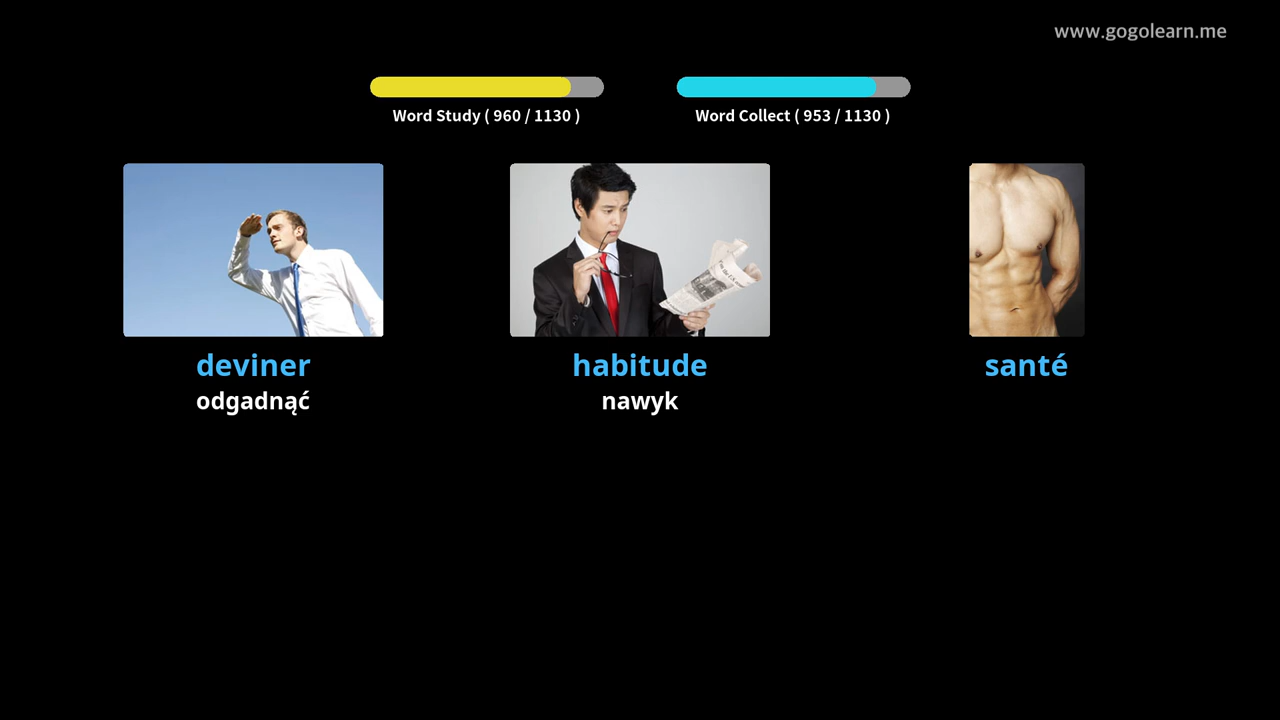 www.gogolearn.me
Word Study ( 960 / 1130 )
Word Collect ( 953 / 1130 )
deviner
odgadnąć
habitude
nawyk
santé